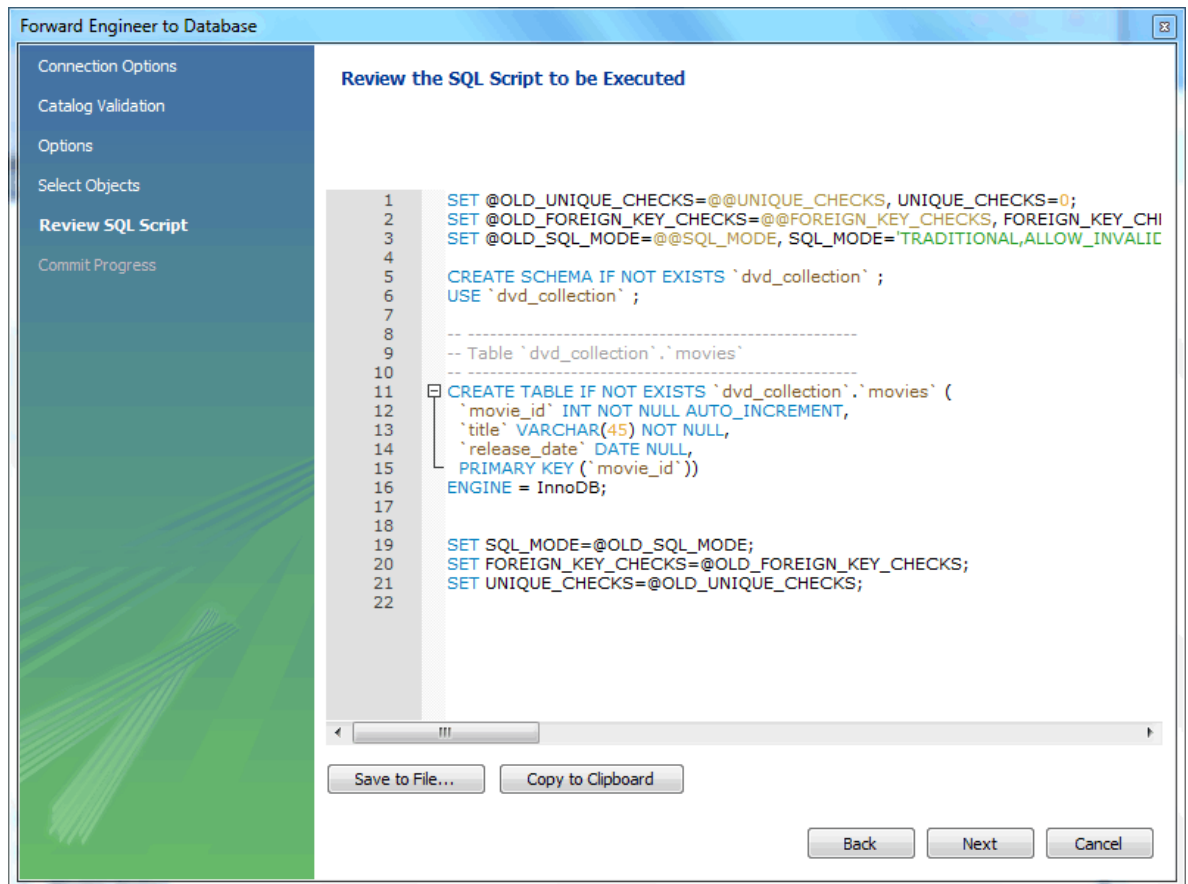 Forward Engineer to Database
Connection Options
Catalog Validation
Options
Select Objects
Review SQL Script
Commit Progress
Review the SQL Script to be Executed
1 SET @OLD_UNIQUE_CHECKS=@@UNIQUE_CHECKS, UNIQUE_CHECKS=0;
2 SET @OLD_FOREIGN_KEY_CHECKS=@@FOREIGN_KEY_CHECKS, FOREIGN_KEY_CH
3 SET @OLD_SQL_MODE=@@SQL_MODE, SQL_MODE='TRADITIONAL,ALLOW_INVALID
4
5 CREATE SCHEMA IF NOT EXISTS `dvd_collection` ;
6 USE `dvd_collection` ;
7
8 -- -----------------------------------------------------
9 -- Table `dvd_collection`.`movies`
10 -- -----------------------------------------------------
11 CREATE TABLE IF NOT EXISTS `dvd_collection`.`movies` (
12 `movie_id` INT NOT NULL AUTO_INCREMENT,
13 `title` VARCHAR(45) NOT NULL,
14 `release_date` DATE NULL,
15 PRIMARY KEY (`movie_id`))
16 ENGINE = InnoDB;
17
18
19 SET SQL_MODE=@OLD_SQL_MODE;
20 SET FOREIGN_KEY_CHECKS=@OLD_FOREIGN_KEY_CHECKS;
21 SET UNIQUE_CHECKS=@OLD_UNIQUE_CHECKS;
22
Save to File...
Copy to Clipboard
Back
Next
Cancel